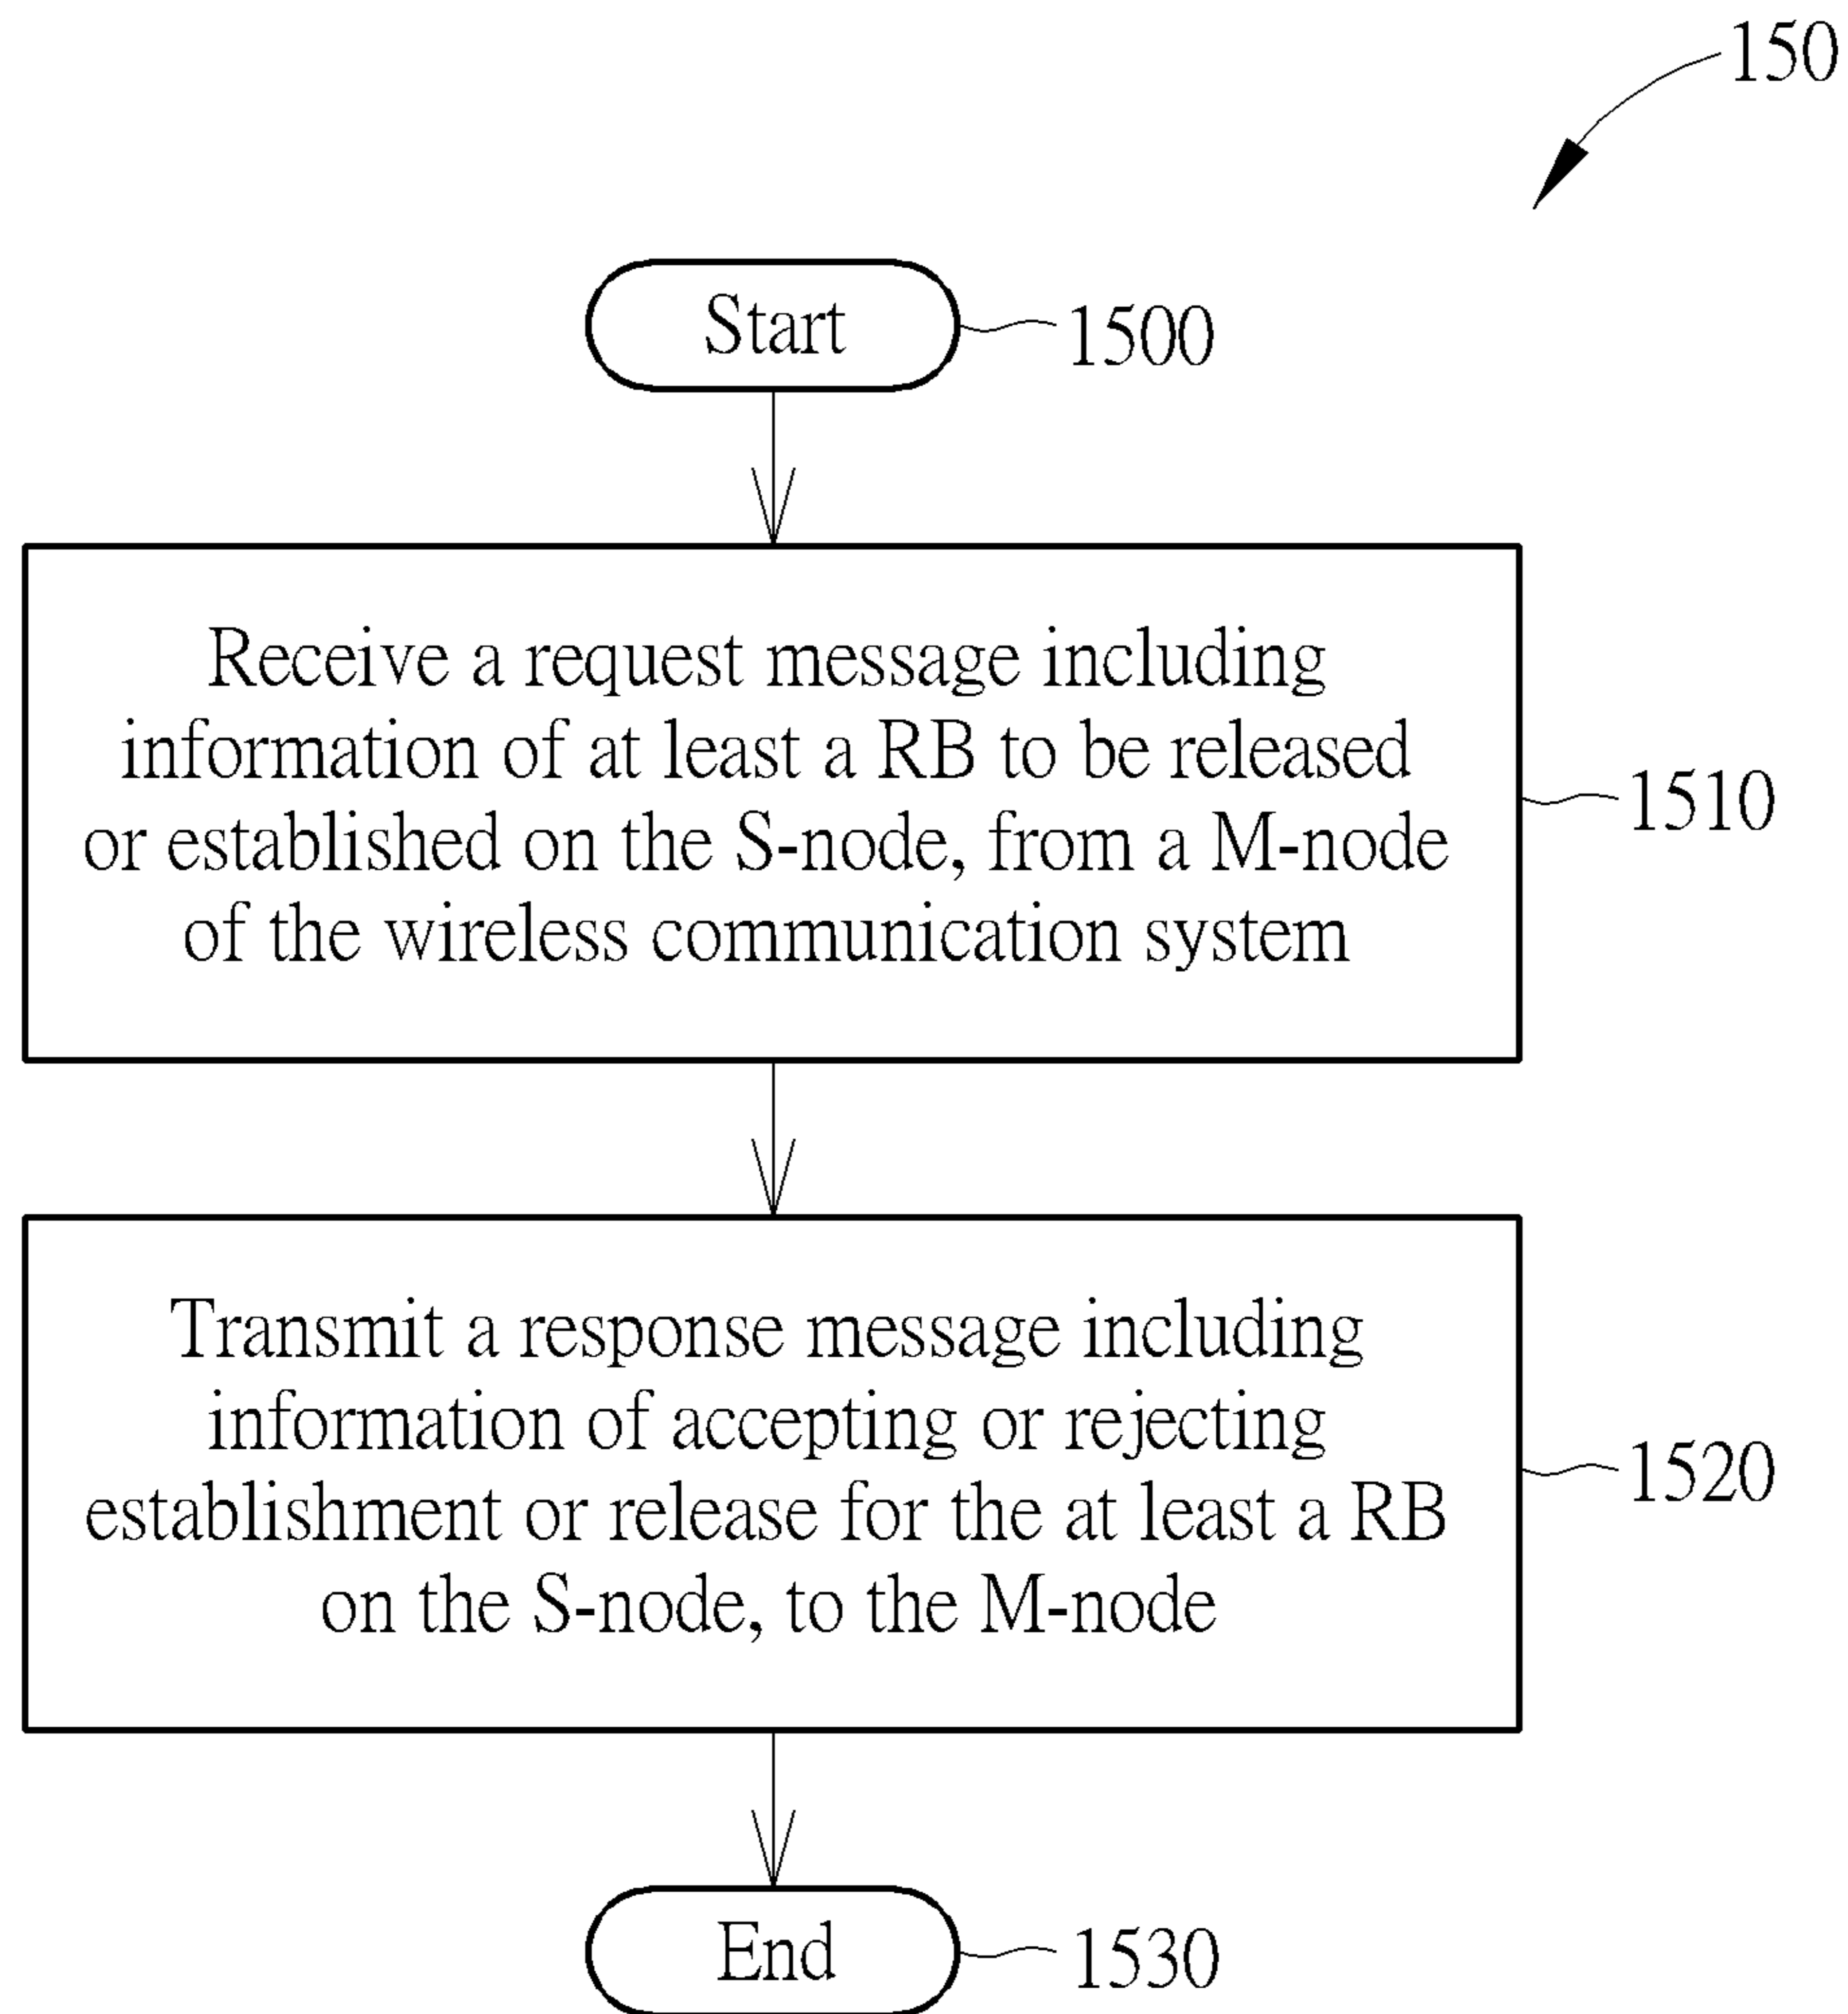 150
Start
1500
Receive a request message including
information of at least a RB to be released
or established on the S-node, from a M-node
of the wireless communication system
1510
Transmit a response message including
information of accepting or rejecting
establishment or release for the at least a RB
on the S-node, to the M-node
1520
End
1530